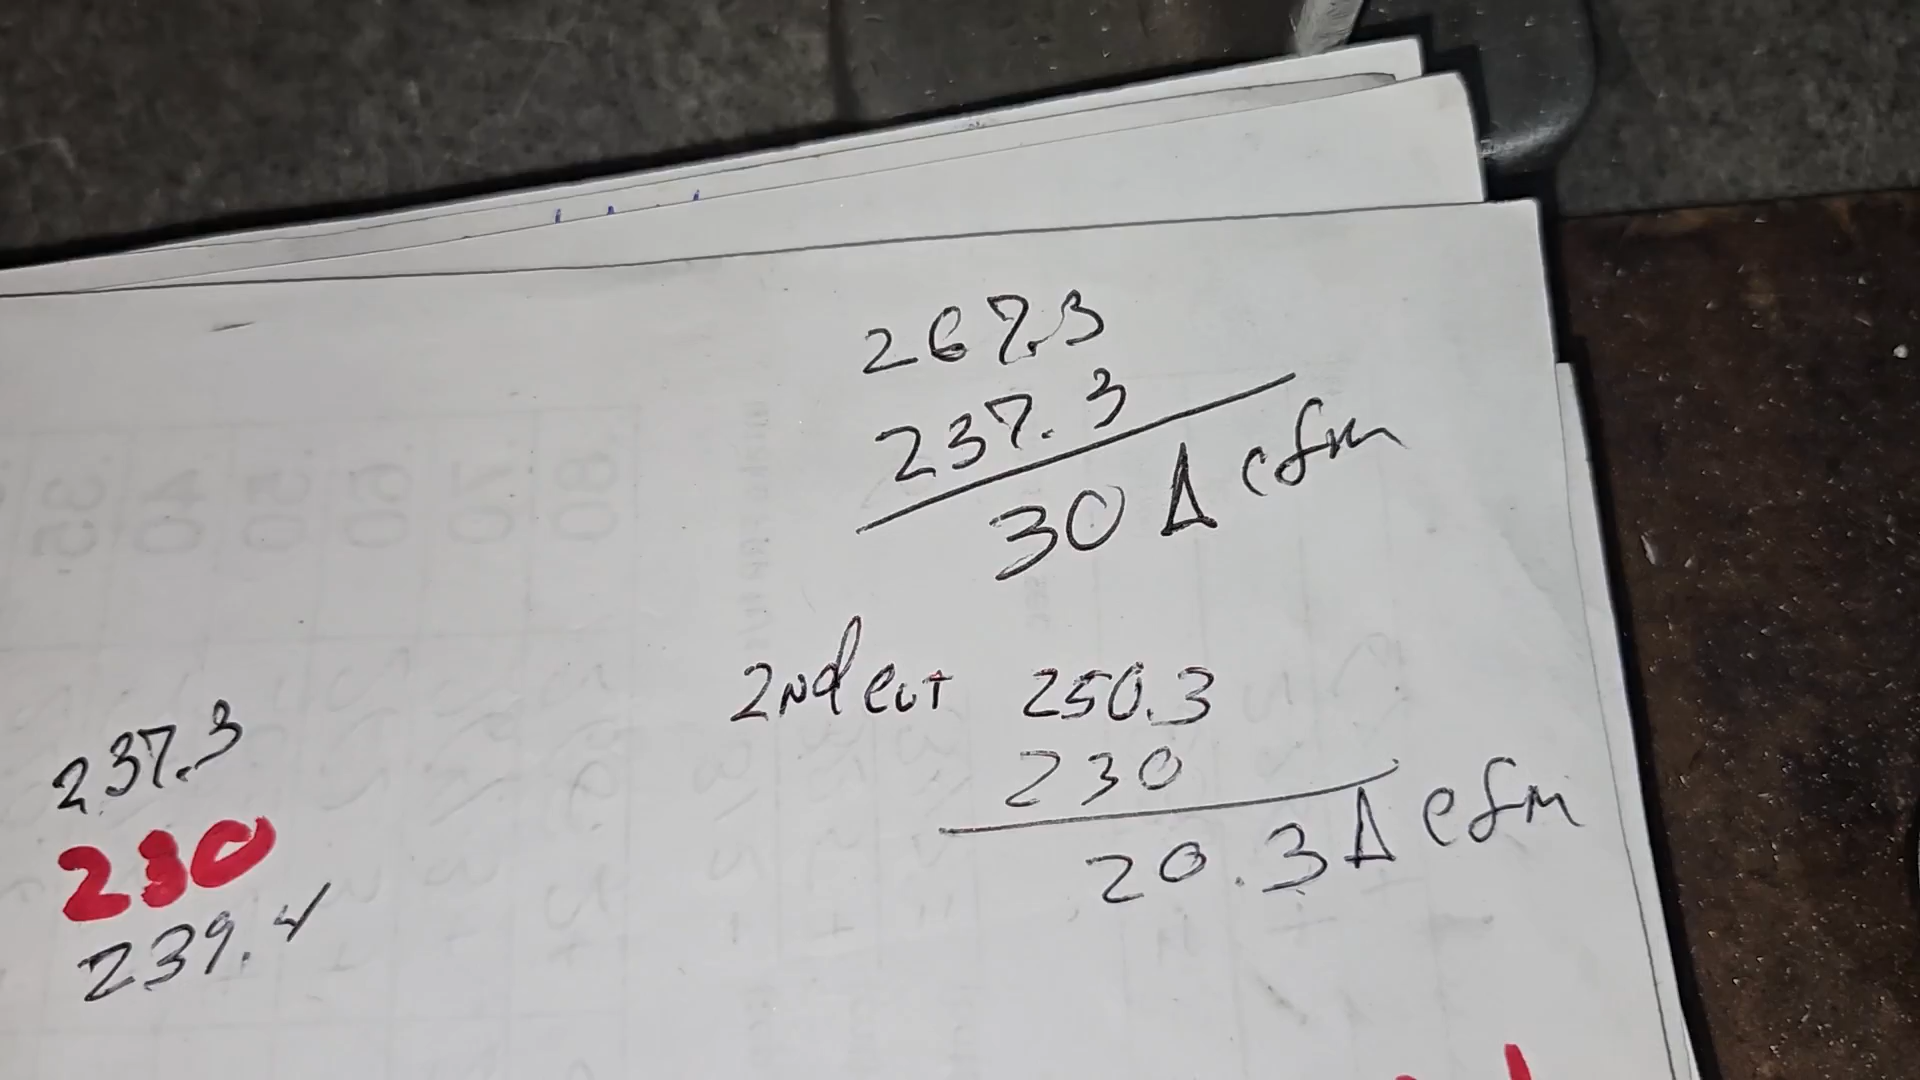 267.3
237.3
30 Δ cfm
2nd cut 250.3
230
20.3 Δ cfm
237.3
230
239.4